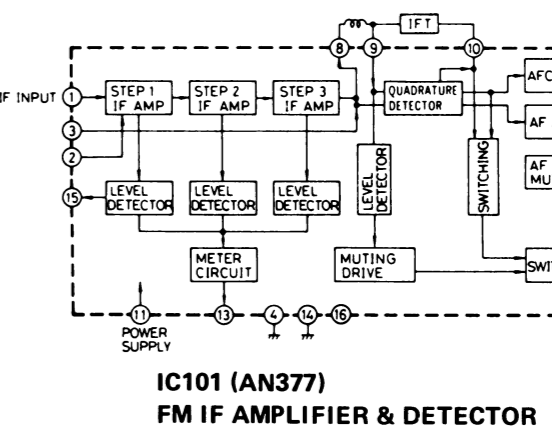 IFT
8
9
10
IF INPUT
1
STEP 1
IF AMP
STEP 2
IF AMP
STEP 3
IF AMP
QUADRATURE
DETECTOR
AFC
AF
3
2
15
LEVEL
DETECTOR
LEVEL
DETECTOR
LEVEL
DETECTOR
LEVEL
DETECTOR
SWITCHING
AF
MU
METER
CIRCUIT
MUTING
DRIVE
SWIT
11
13
4
14
16
POWER
SUPPLY
IC101 (AN377)
FM IF AMPLIFIER & DETECTOR